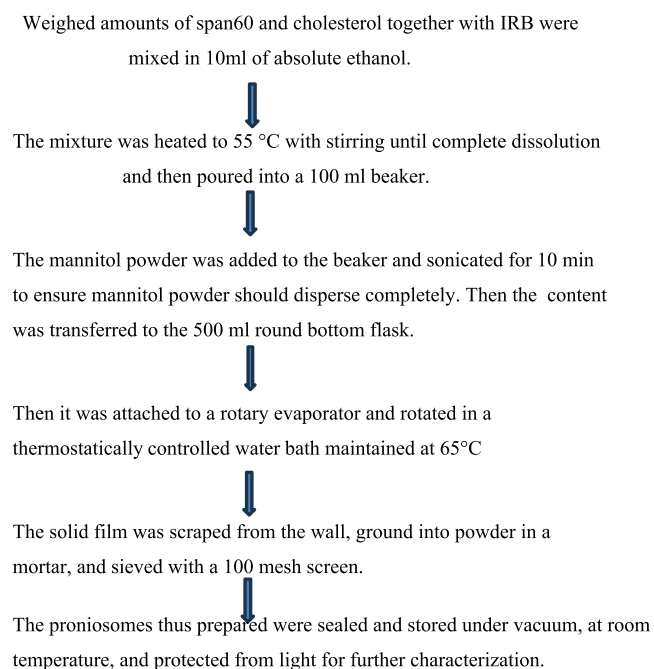 Weighed amounts of span60 and cholesterol together with IRB were
mixed in 10ml of absolute ethanol.
The mixture was heated to 55 °C with stirring until complete dissolution
and then poured into a 100 ml beaker.
The mannitol powder was added to the beaker and sonicated for 10 min
to ensure mannitol powder should disperse completely. Then the content
was transferred to the 500 ml round bottom flask.
Then it was attached to a rotary evaporator and rotated in a
thermostatically controlled water bath maintained at 65°C
The solid film was scraped from the wall, ground into powder in a
mortar, and sieved with a 100 mesh screen.
The proniosomes thus prepared were sealed and stored under vacuum, at room
temperature, and protected from light for further characterization.